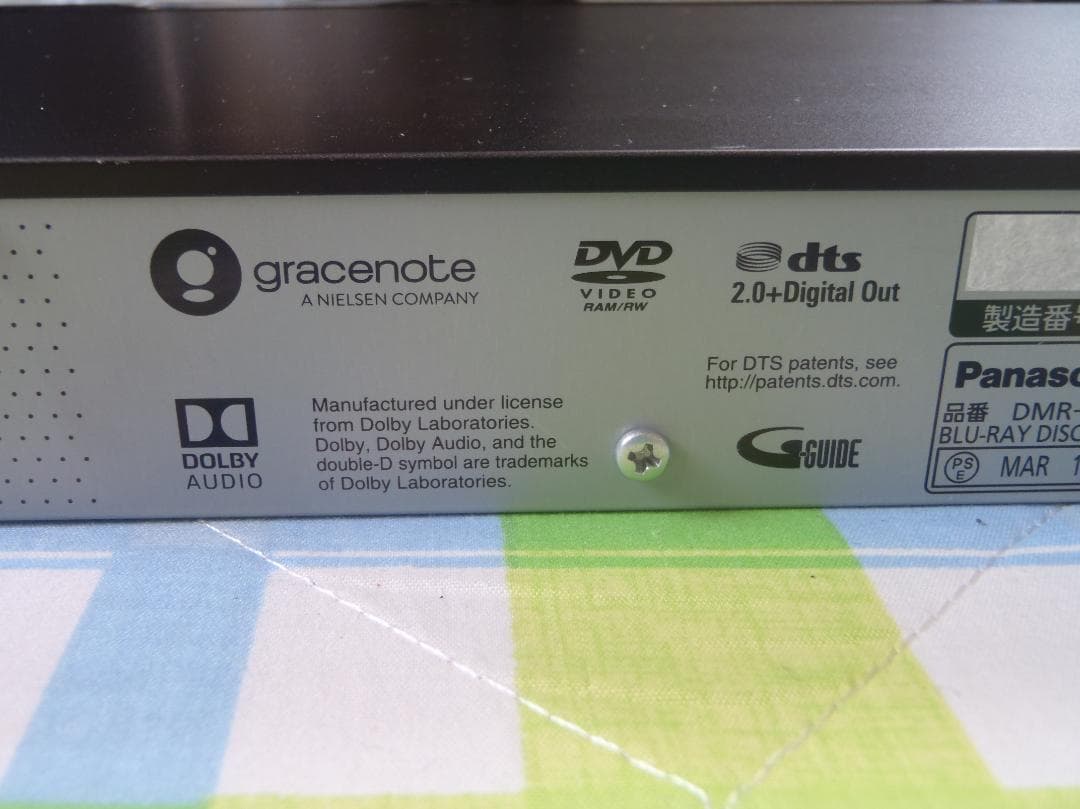 gracenote
A NIELSEN COMPANY
DVD
VIDEO
RAM/RW
dts
2.0+Digital Out
For DTS patents, see
http://patents.dts.com.
DOLBY
AUDIO
Manufactured under license
from Dolby Laboratories.
Dolby, Dolby Audio, and the
double-D symbol are trademarks
of Dolby Laboratories.
G-GUIDE
製造番
Panaso
品番 DMR-
BLU-RAY DISC
PSE MAR 1